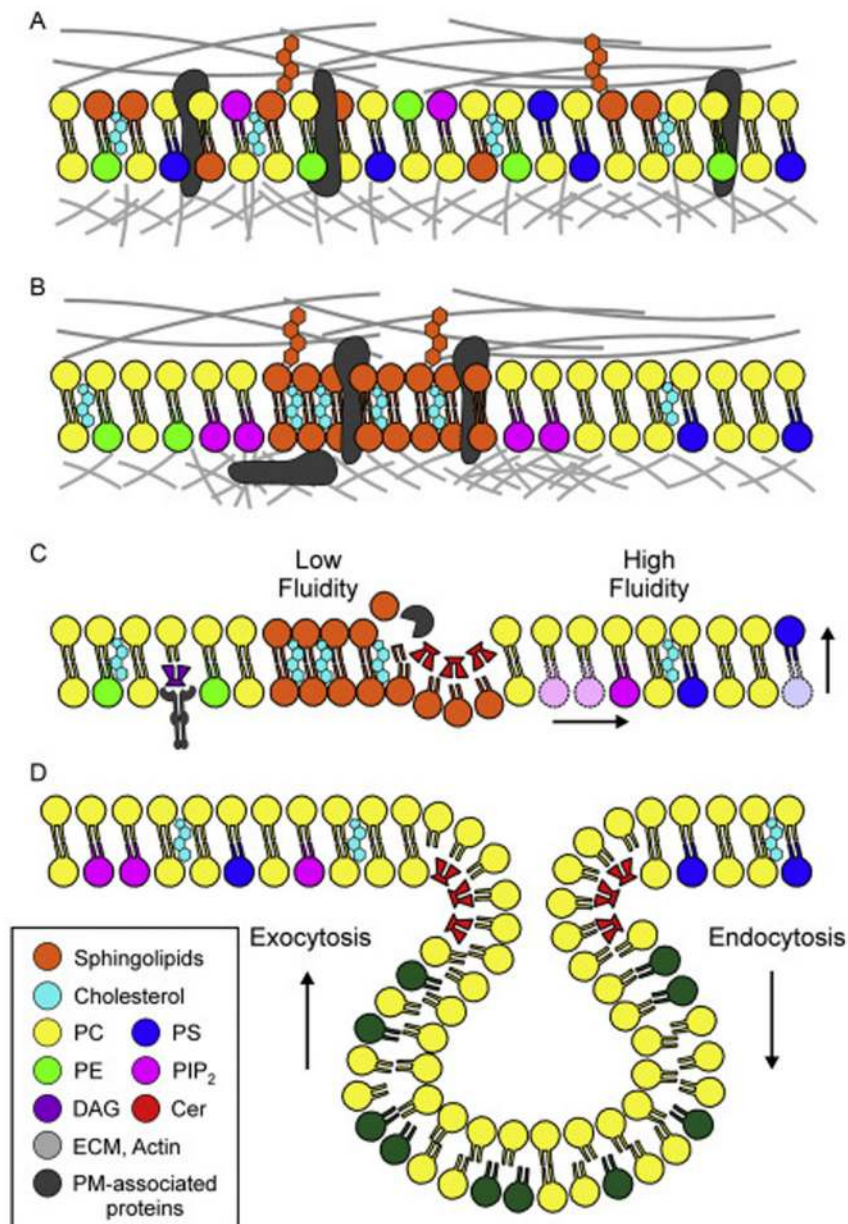 A
B
C
Low
Fluidity
High
Fluidity
D
Exocytosis
Endocytosis
Sphingolipids
Cholesterol
PC
PS
PE
PIP₂
DAG
Cer
ECM, Actin
PM-associated
proteins